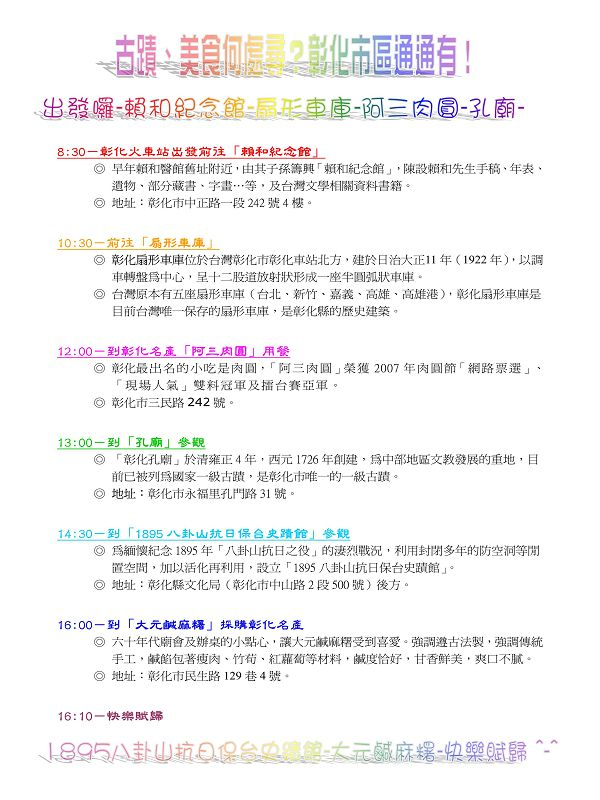 古蹟、美食何處尋？彰化市區通通有！
出發囉-賴和紀念館-扇形車庫-阿三肉圓-孔廟-
8:30－彰化火車站出發前往「賴和紀念館」
◎ 早年賴和醫館舊址附近，由其子孫籌興「賴和紀念館」，陳設賴和先生手稿、年表、
遺物、部分藏書、字畫…等，及台灣文學相關資料書籍。
◎ 地址：彰化市中正路一段 242 號 4 樓。
10:30－前往「扇形車庫」
◎ 彰化扇形車庫位於台灣彰化市彰化車站北方，建於日治大正11 年（1922 年），以調
車轉盤為中心，呈十二股道放射狀形成一座半圓弧狀車庫。
◎ 台灣原本有五座扇形車庫（台北、新竹、嘉義、高雄、高雄港），彰化扇形車庫是
目前台灣唯一保存的扇形車庫，是彰化縣的歷史建築。
12:00－到彰化名產「阿三肉圓」用餐
◎ 彰化最出名的小吃是肉圓，「阿三肉圓」榮獲 2007 年肉圓節「網路票選」、
「現場人氣」雙料冠軍及擂台賽亞軍。
◎ 彰化市三民路 242 號。
13:00－到「孔廟」參觀
◎ 「彰化孔廟」於清雍正 4 年，西元 1726 年創建，為中部地區文教發展的重地，目
前已被列為國家一級古蹟，是彰化市唯一的一級古蹟。
◎ 地址：彰化市永福里孔門路 31 號。
14:30－到「1895 八卦山抗日保台史蹟館」參觀
◎ 為緬懷紀念 1895 年「八卦山抗日之役」的淒烈戰況，利用封閉多年的防空洞等閒
置空間，加以活化再利用，設立「1895 八卦山抗日保台史蹟館」。
◎ 地址：彰化縣文化局（彰化市中山路 2 段 500 號）後方。
16:00－到「大元鹹麻糬」採購彰化名產
◎ 六十年代廟會及辦桌的小點心，讓大元鹹麻糬受到喜愛。強調遵古法製，強調傳統
手工，鹹餡包著瘦肉、竹筍、紅蘿蔔等材料，鹹度恰好，甘香鮮美，爽口不膩。
◎ 地址：彰化市民生路 129 巷 4 號。
16:10－快樂賦歸
1895八卦山抗日保台史蹟館-大元鹹麻糬-快樂賦歸 ^-^